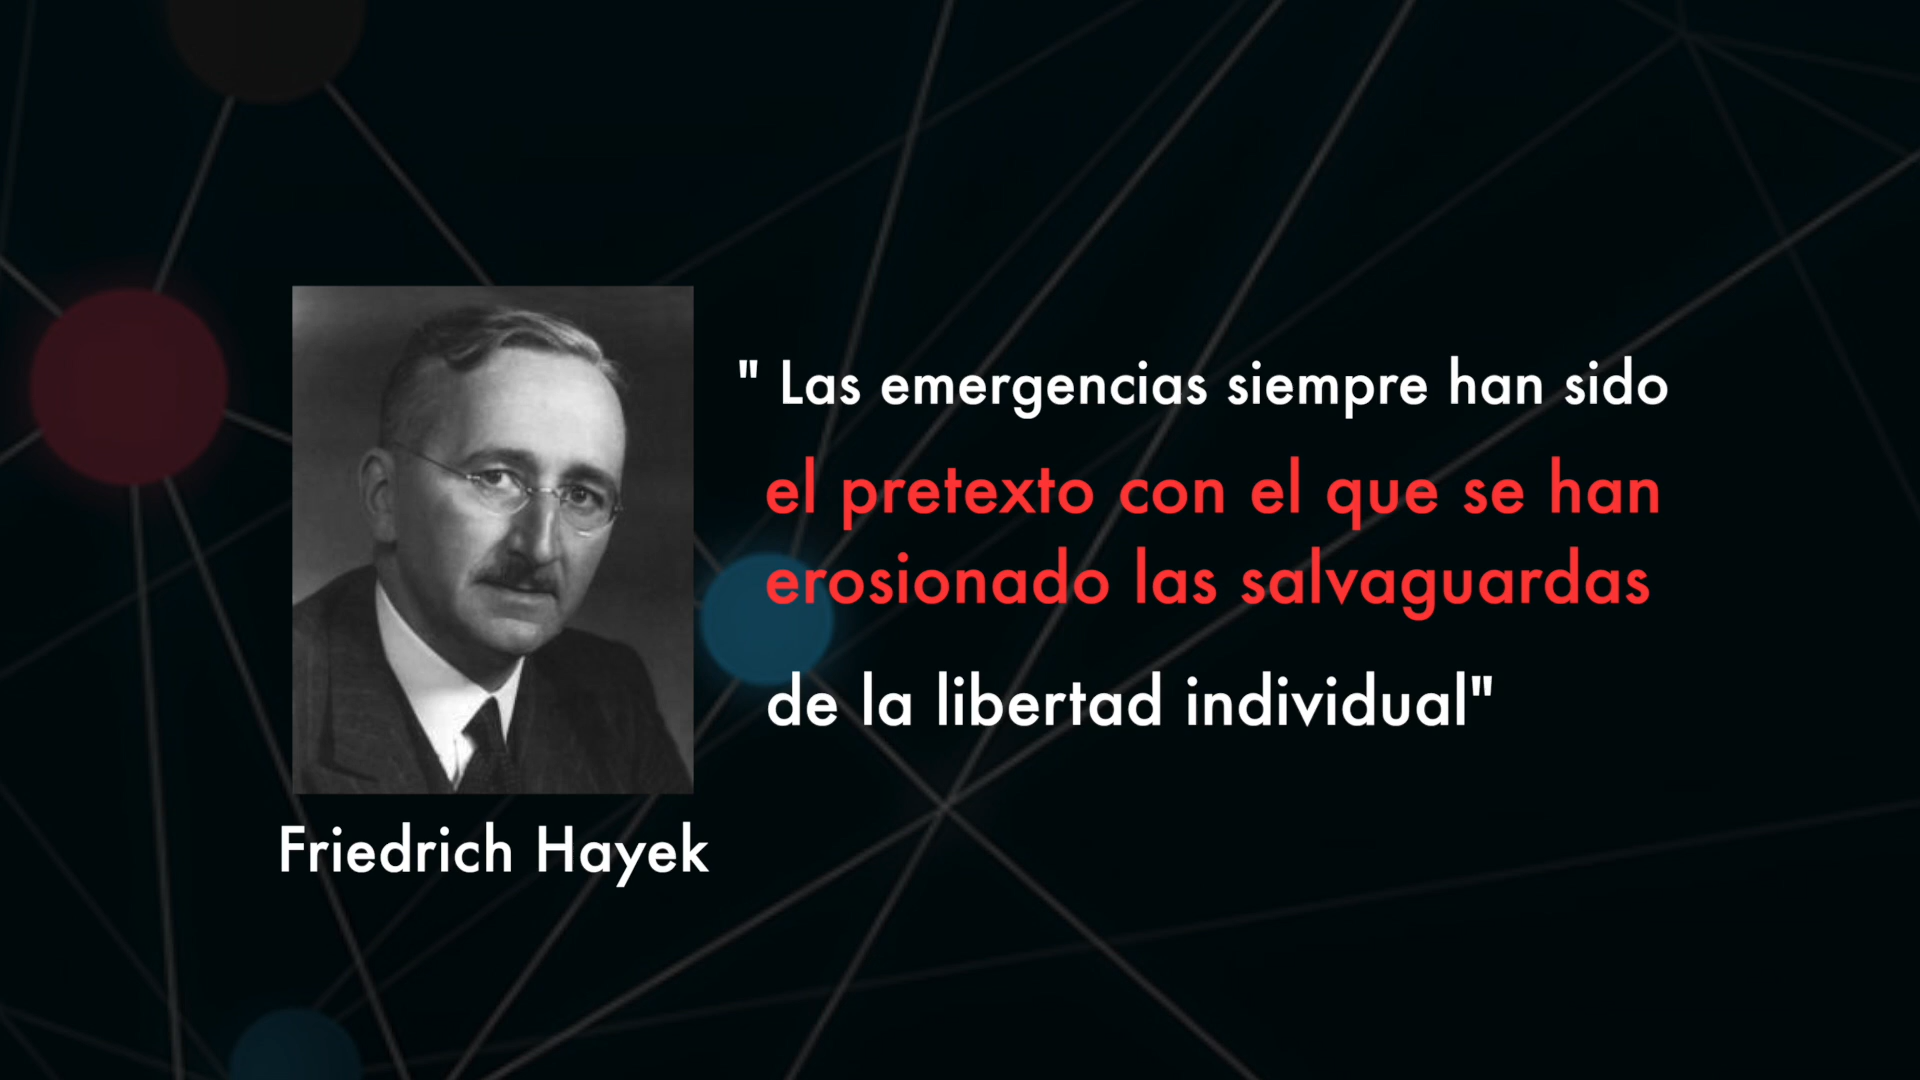 " Las emergencias siempre han sido
el pretexto con el que se han
erosionado las salvaguardas
de la libertad individual"
Friedrich Hayek